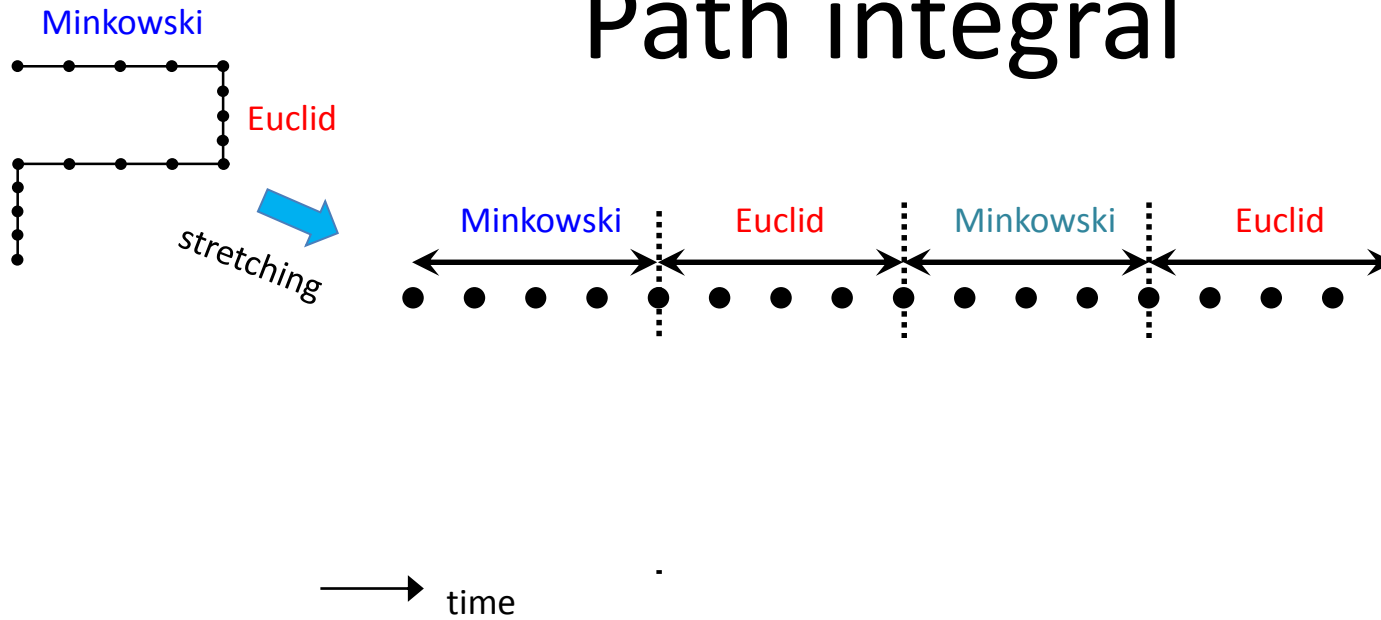 Path integral
Minkowski
Euclid
stretching
Minkowski Euclid Minkowski Euclid
time